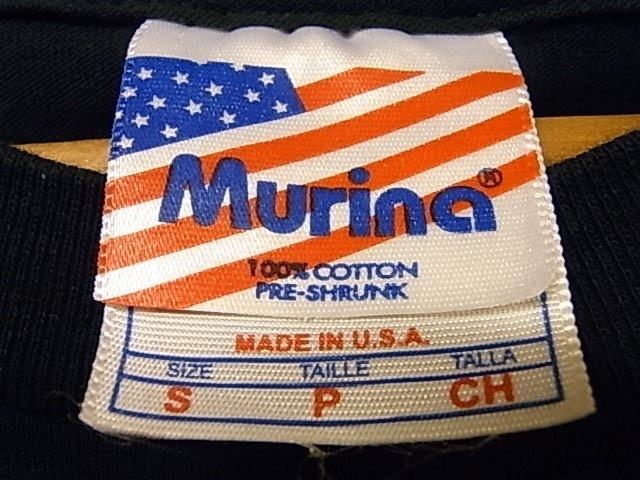 Murina®
100% COTTON
PRE-SHRUNK
MADE IN U.S.A.
SIZE TAILLE TALLA
S P CH